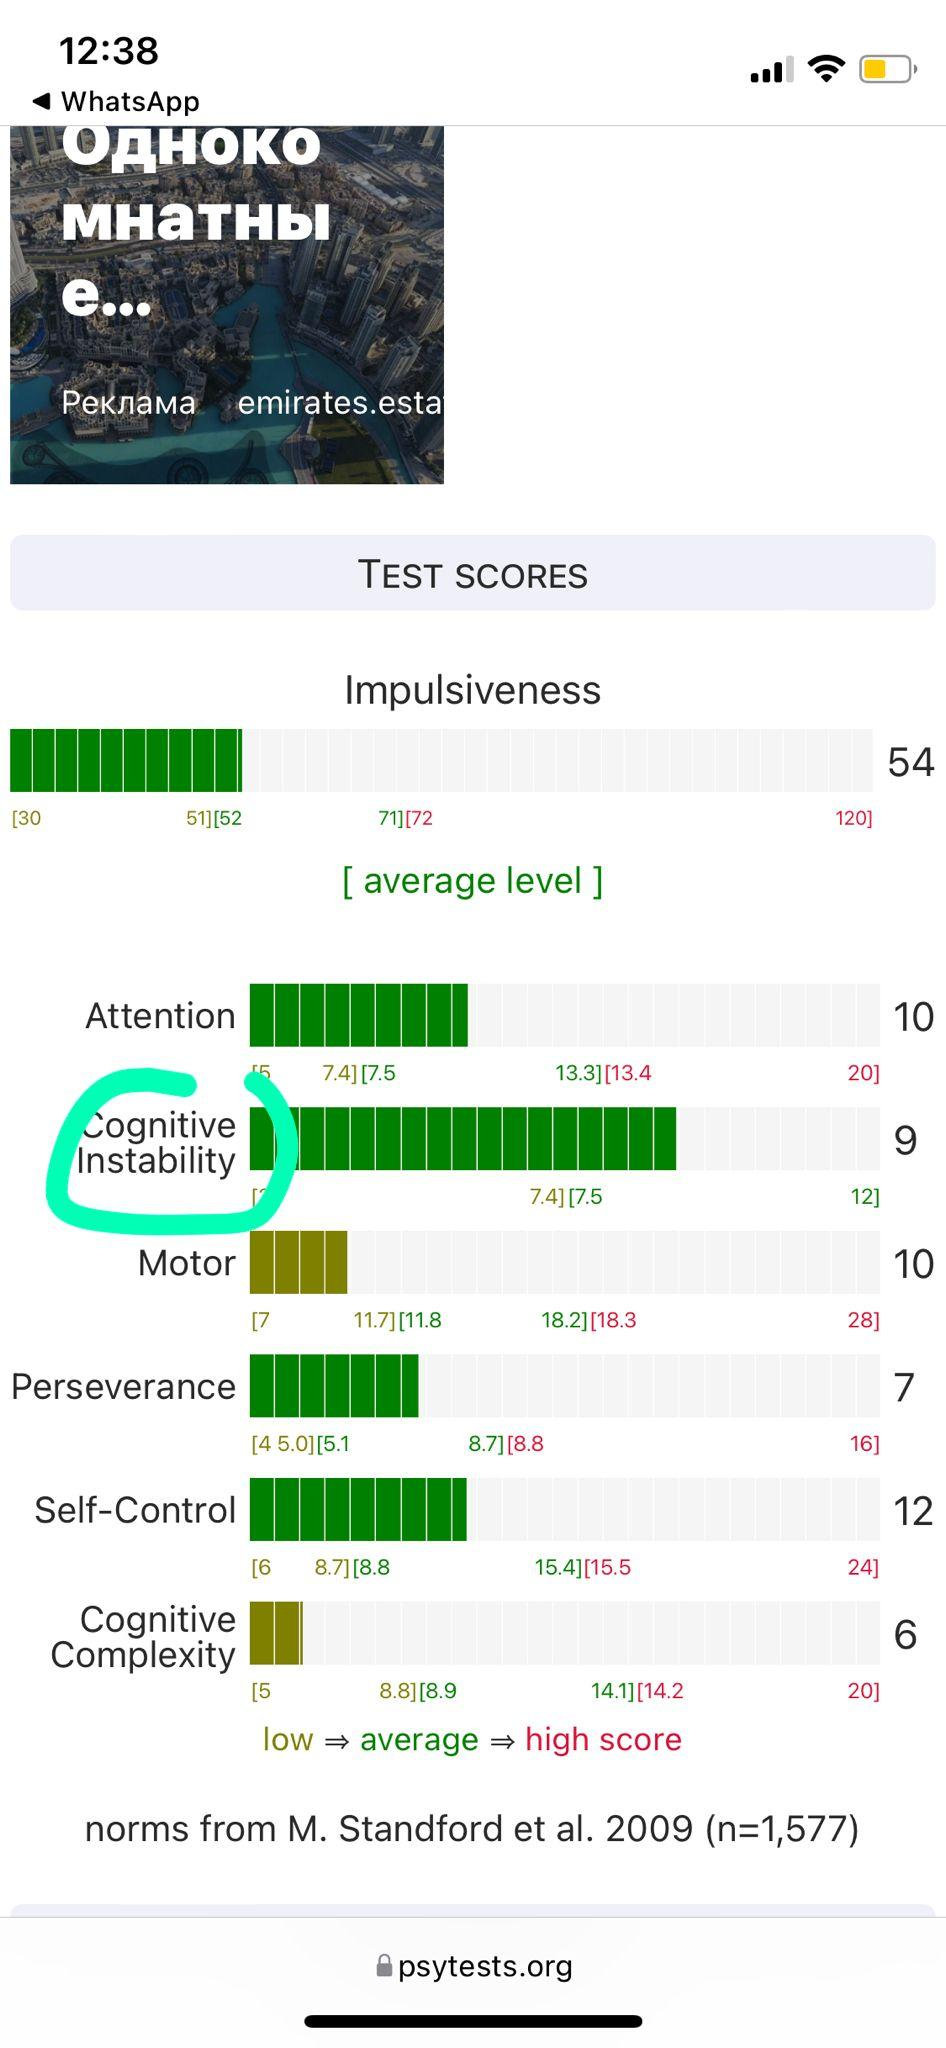 12:38
◀ WhatsApp
Одноко
мнатны
е...
Реклама emirates.esta
TEST SCORES
Impulsiveness
54
[30 51][52 71][72 120]
[ average level ]
Attention 10
[5 7.4][7.5 13.3][13.4 20]
Cognitive
Instability 9
7.4][7.5 12]
Motor 10
[7 11.7][11.8 18.2][18.3 28]
Perseverance 7
[4 5.0][5.1 8.7][8.8 16]
Self-Control 12
[6 8.7][8.8 15.4][15.5 24]
Cognitive
Complexity 6
[5 8.8][8.9 14.1][14.2 20]
low ⇒ average ⇒ high score
norms from M. Standford et al. 2009 (n=1,577)
psytests.org